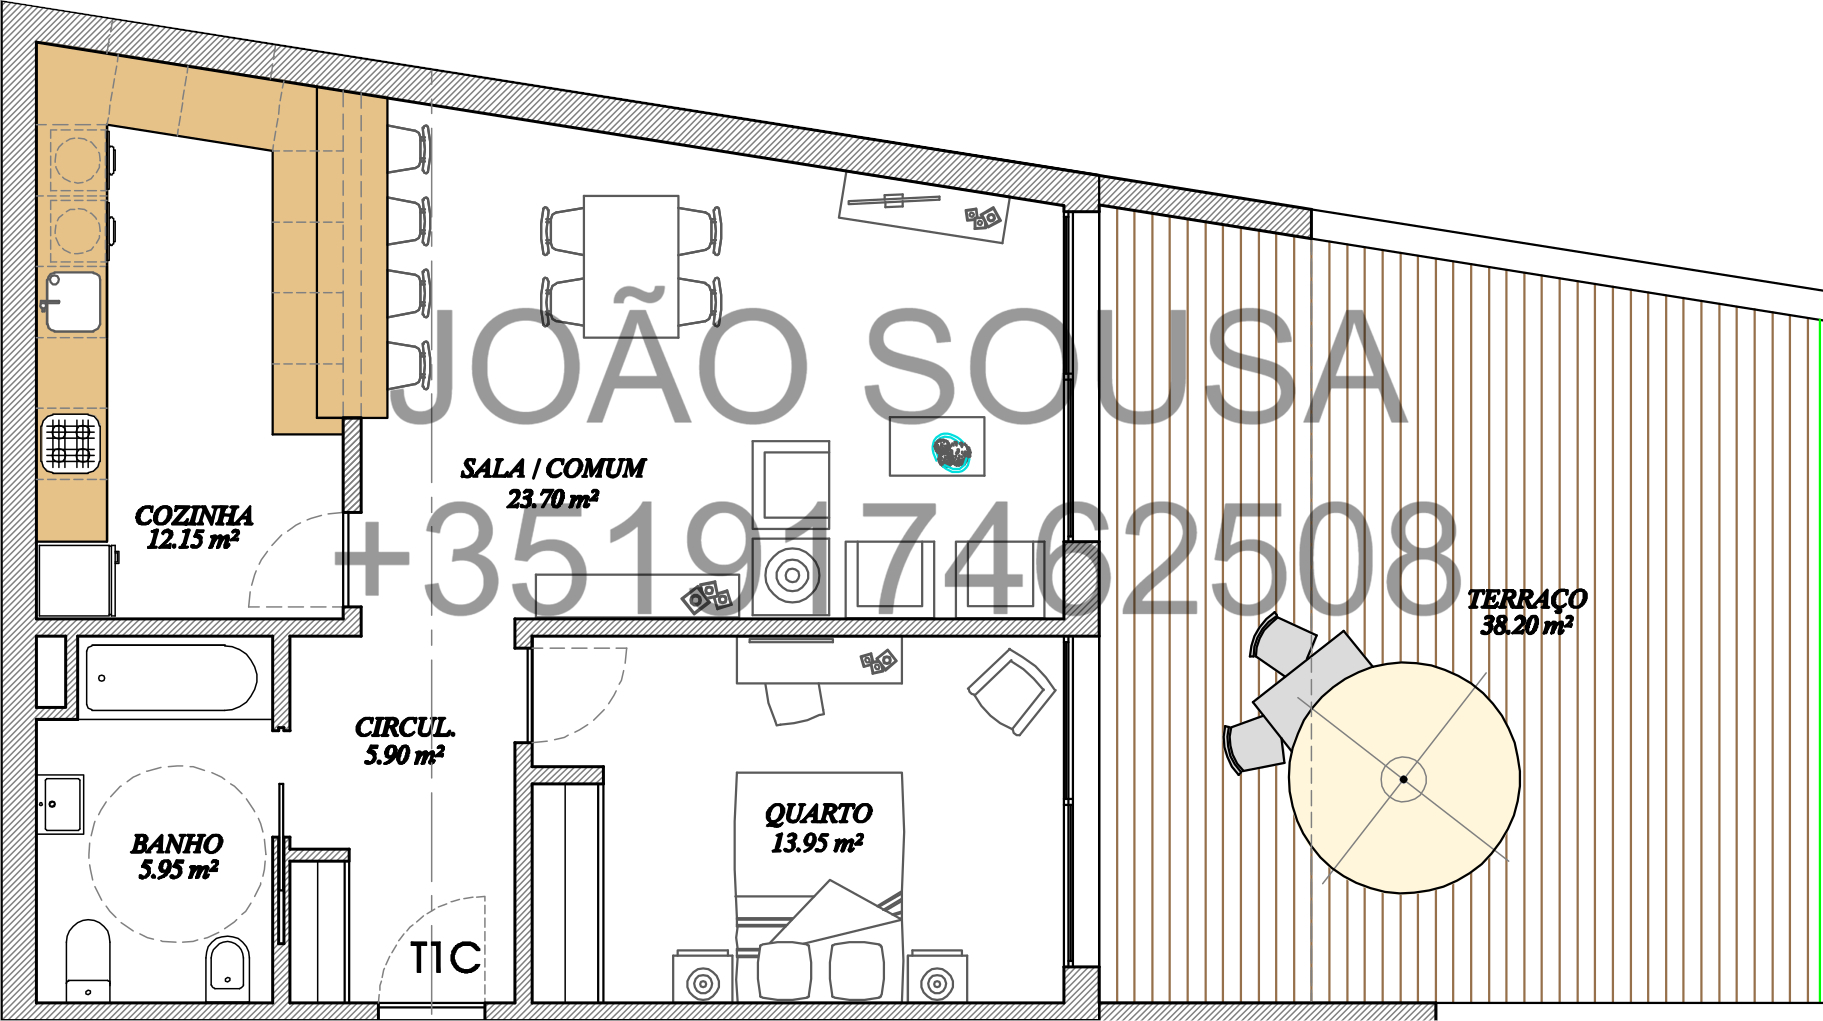 JOÃO SOUSA
SALA / COMUM
23.70 m²
COZINHA
12.15 m²
+351917462508
TERRAÇO
38.20 m²
CIRCUL.
5.90 m²
QUARTO
13.95 m²
BANHO
5.95 m²
T1C